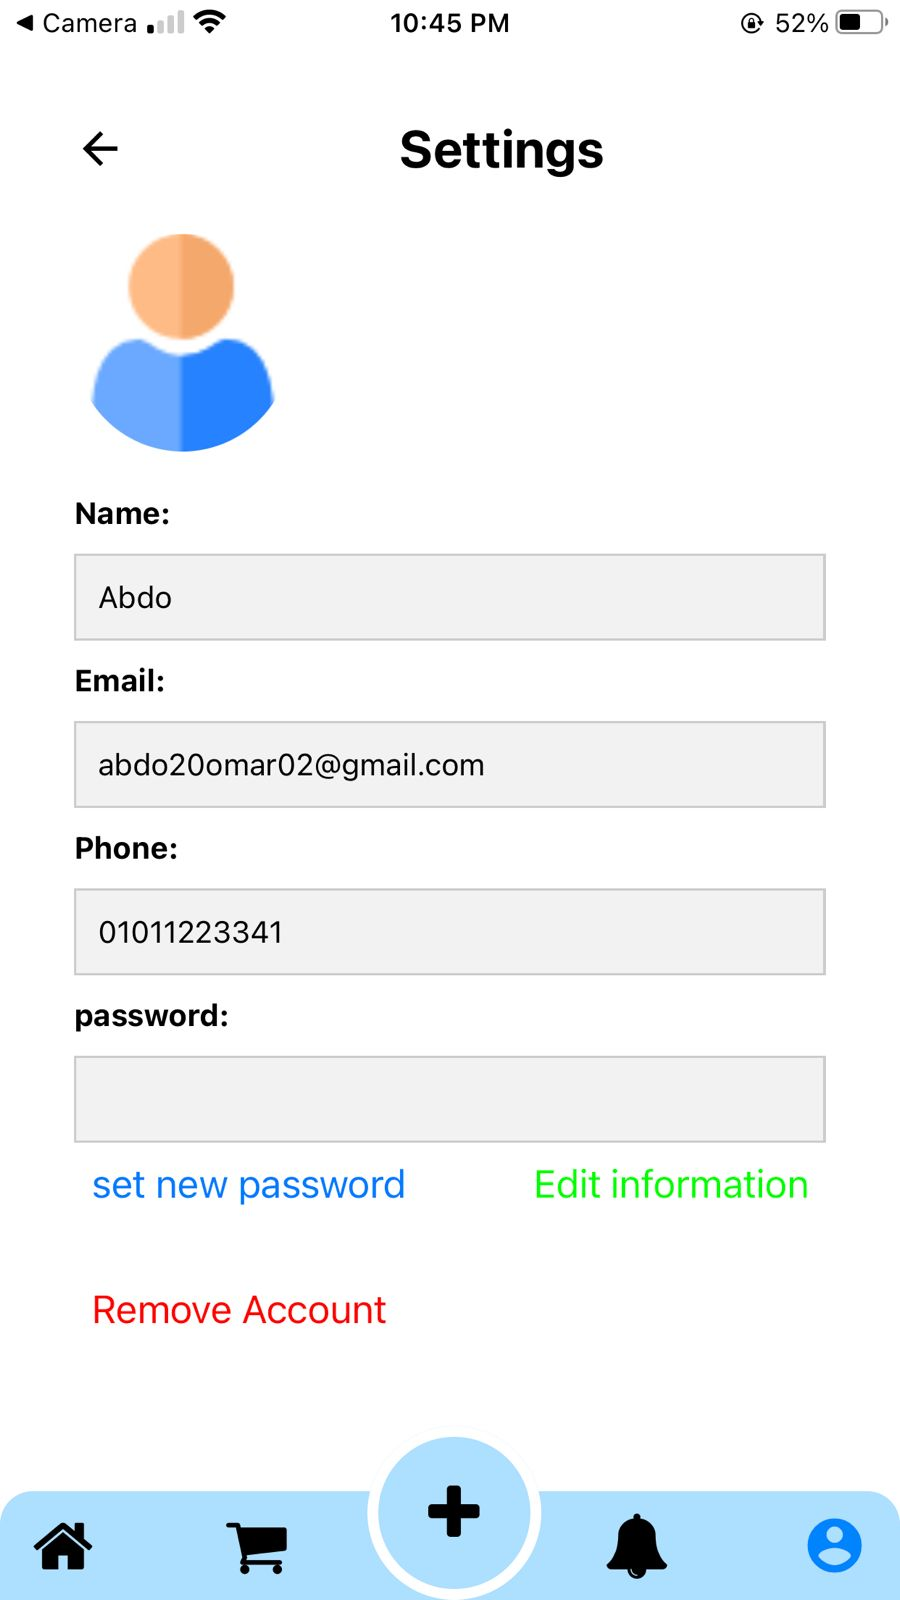 Camera 10:45 PM 52%
Settings
Name:
Abdo
Email:
abdo20omar02@gmail.com
Phone:
01011223341
password:
set new password Edit information
Remove Account